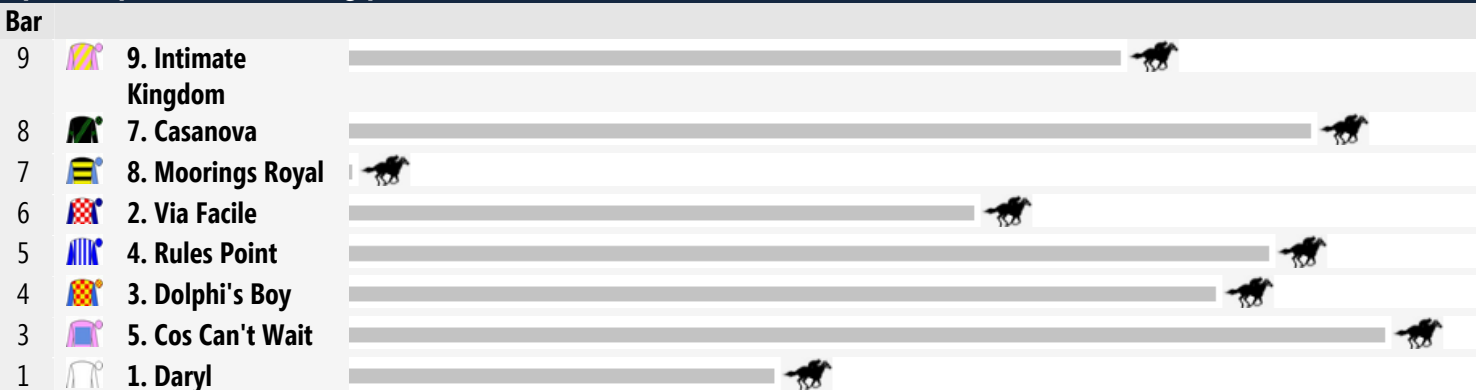 Bar
9 9. Intimate
Kingdom
8 7. Casanova
7 8. Moorings Royal
6 2. Via Facile
5 4. Rules Point
4 3. Dolphi's Boy
3 5. Cos Can't Wait
1 1. Daryl